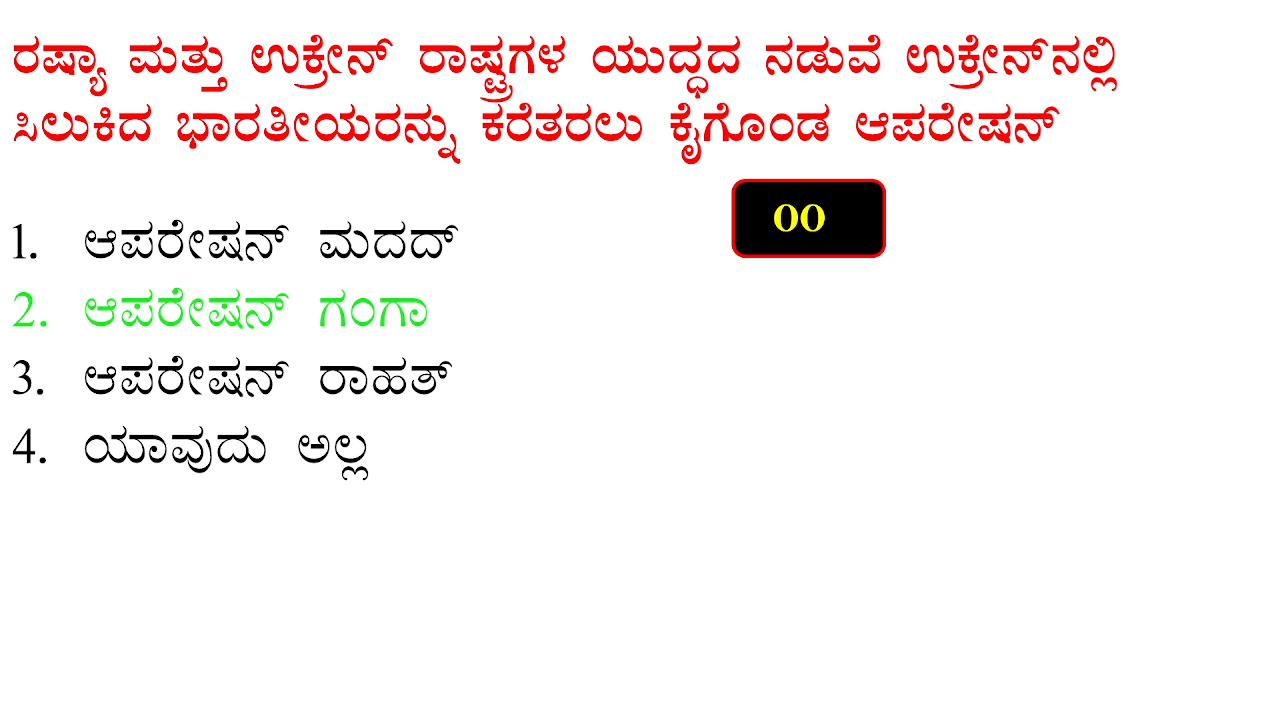 ರಷ್ಯಾ ಮತ್ತು ಉಕ್ರೇನ್ ರಾಷ್ಟ್ರಗಳ ಯುದ್ಧದ ನಡುವೆ ಉಕ್ರೇನ್‌ನಲ್ಲಿ
ಸಿಲುಕಿದ ಭಾರತೀಯರನ್ನು ಕರೆತರಲು ಕೈಗೊಂಡ ಆಪರೇಷನ್
00
1. ಆಪರೇಷನ್ ಮದದ್
2. ಆಪರೇಷನ್ ಗಂಗಾ
3. ಆಪರೇಷನ್ ರಾಹತ್
4. ಯಾವುದು ಅಲ್ಲ